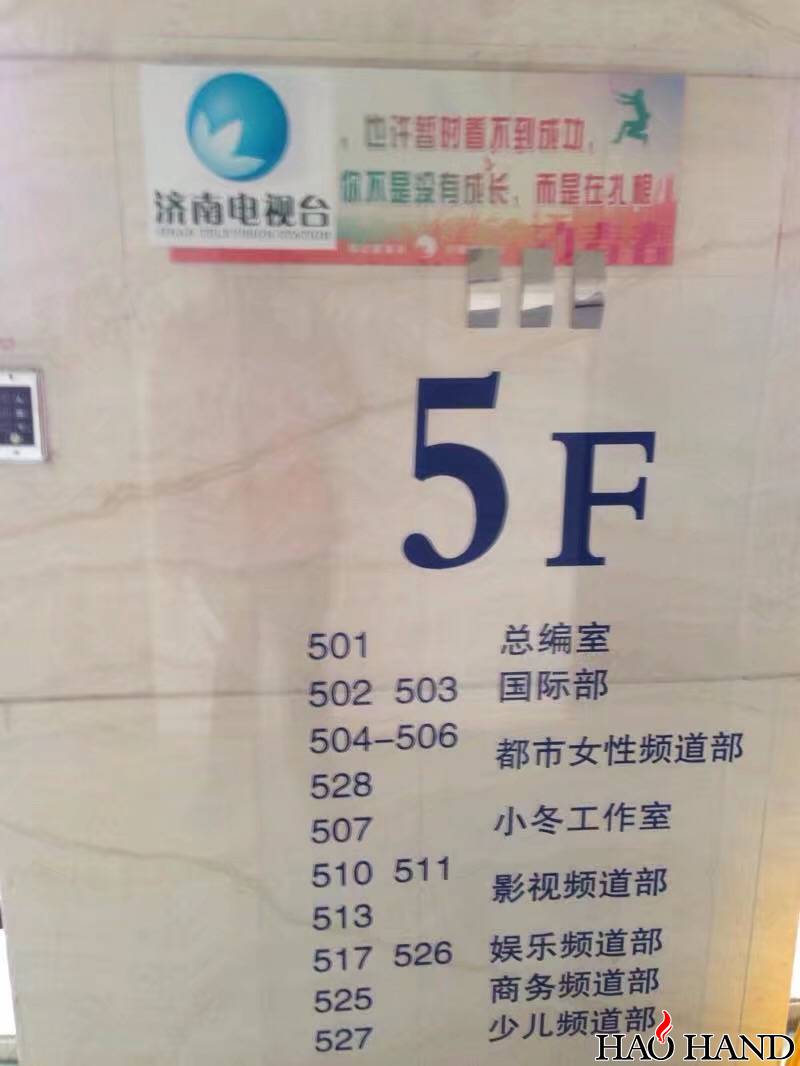 济南电视台
JINAN TELEVISION STATION
，也许暂时看不到成功，
你不是没有成长，而是在扎根
5F
501 总编室
502 503 国际部
504-506 都市女性频道部
528
507 小冬工作室
510 511 影视频道部
513
517 526 娱乐频道部
525 商务频道部
527 少儿频道部
HAO HAND